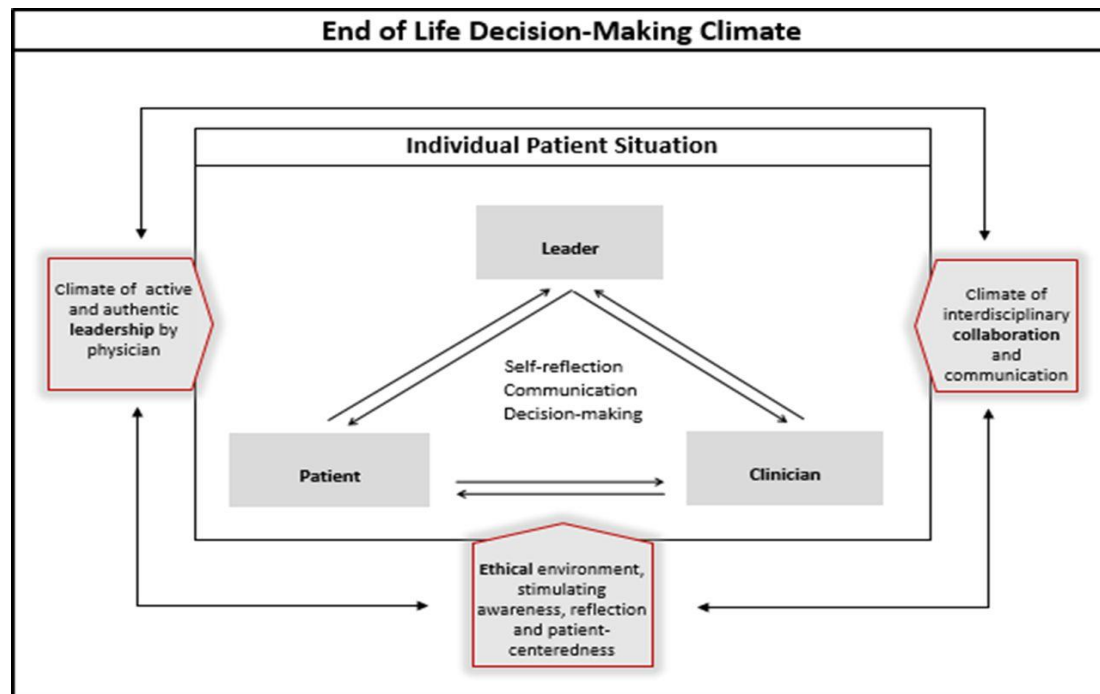 End of Life Decision-Making Climate
Individual Patient Situation
Leader
Climate of active
and authentic
leadership by
physician
Climate of
interdisciplinary
collaboration
and
communication
Self-reflection
Communication
Decision-making
Patient
Clinician
Ethical environment,
stimulating
awareness, reflection
and patient-
centeredness